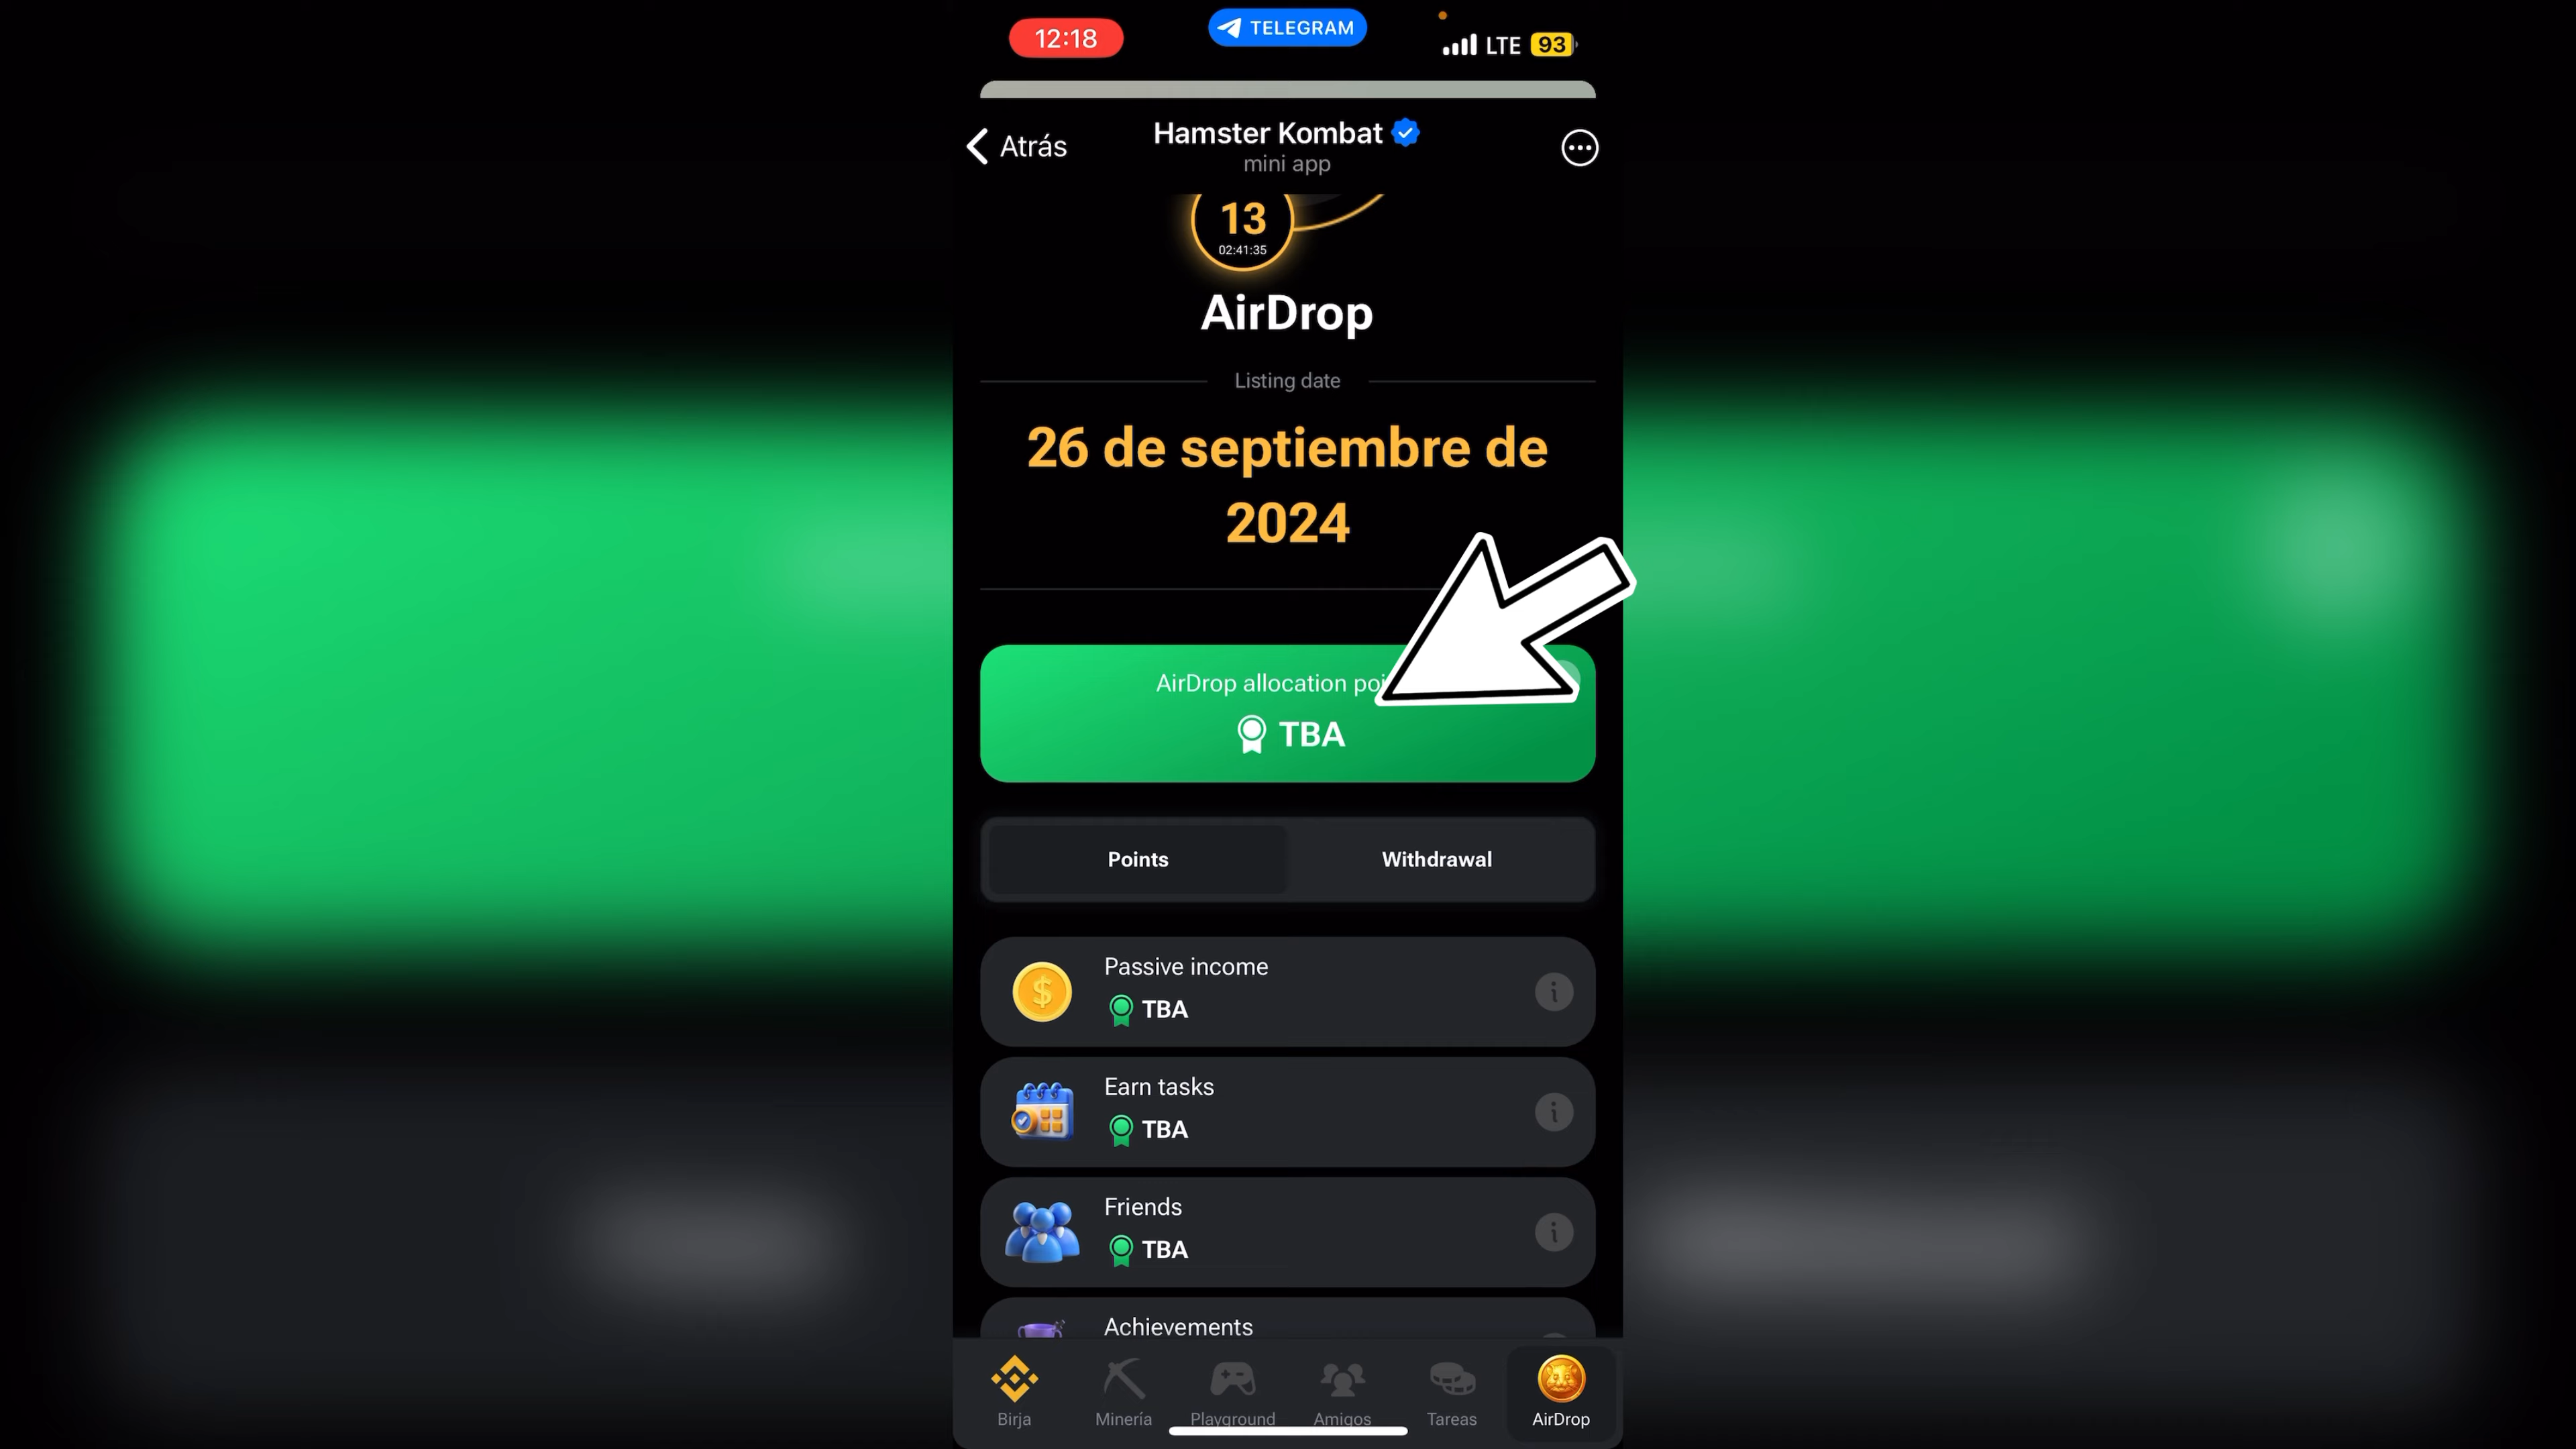 12:18
TELEGRAM
LTE 93
Atrás
Hamster Kombat
mini app
13
02:41:35
AirDrop
Listing date
26 de septiembre de
2024
AirDrop allocation
TBA
Points
Withdrawal
Passive income
TBA
Earn tasks
TBA
Friends
TBA
Achievements
Birja
Minería
Playground
Amigos
Tareas
AirDrop